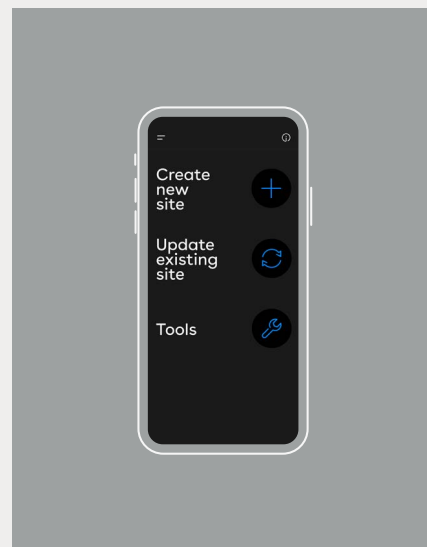 Create
new
site
Update
existing
site
Tools